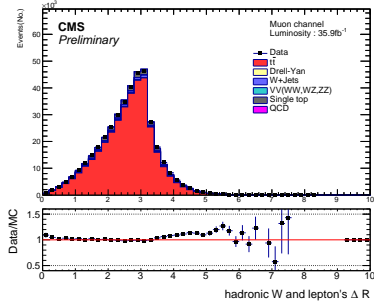 ×10³
CMS
Preliminary
Muon channel
Luminosity : 35.9fb⁻¹
Data
tt̄
Drell-Yan
W+Jets
VV(WW,WZ,ZZ)
Single top
QCD
Events(No.)
60
50
40
30
20
10
0
0 1 2 3 4 5 6 7 8 9 10
Data/MC
1.5
1
0.5
0 1 2 3 4 5 6 7 8 9 10
hadronic W and lepton's Δ R